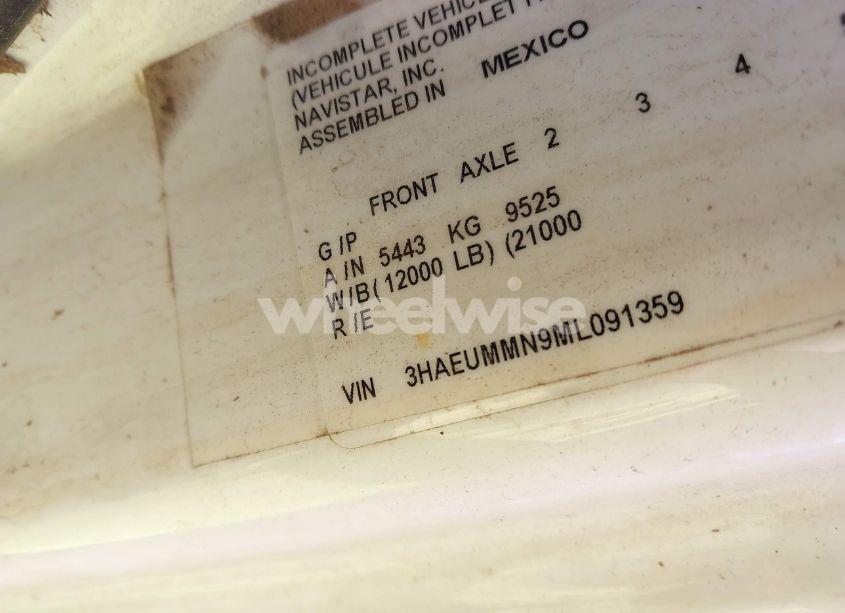 INCOMPLETE VEHIC
(VEHICULE INCOMPLET
NAVISTAR, INC.
ASSEMBLED IN MEXICO
FRONT AXLE 2 3 4
G/P
A/N 5443 KG 9525
W/B(12000 LB) (21000
R/E
VIN 3HAEUMMN9ML091359
wheelwise